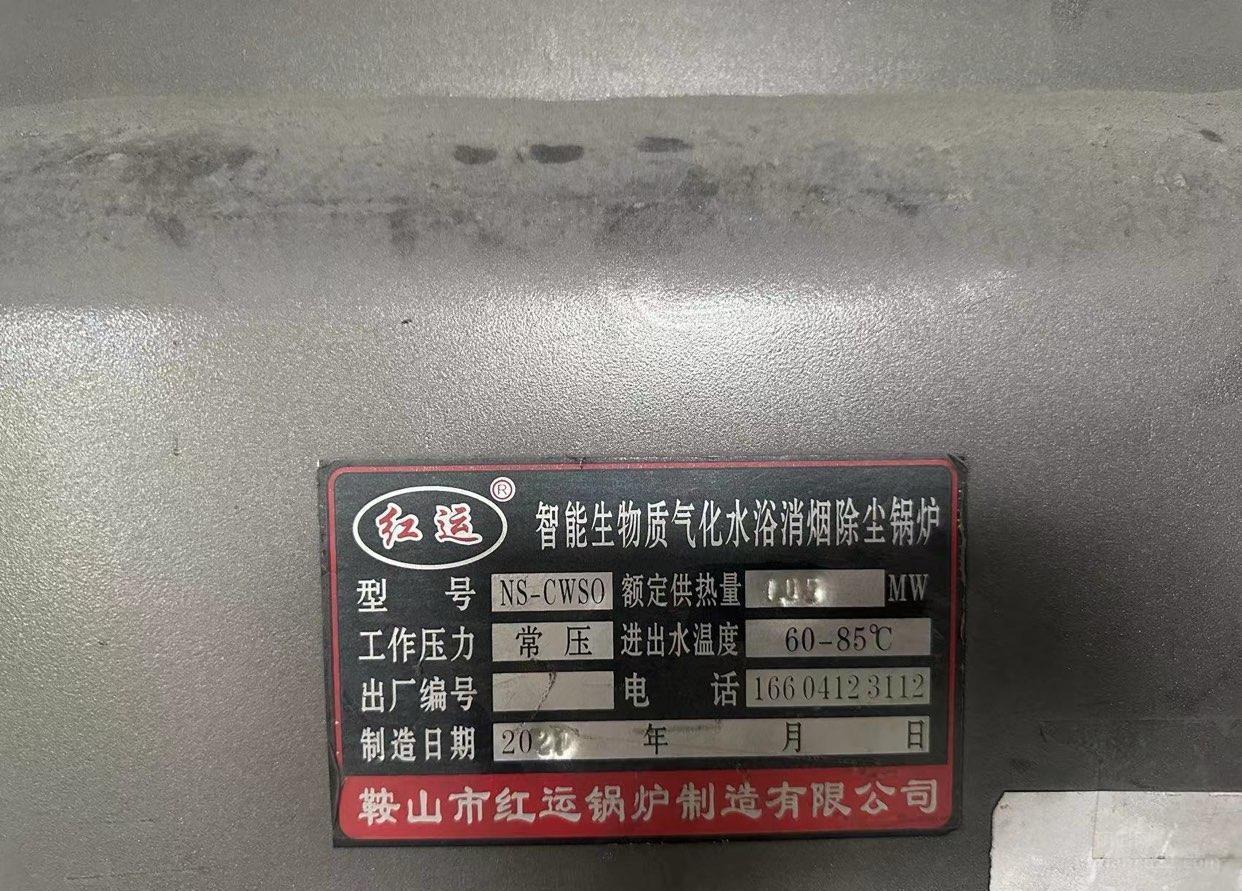 红运®
智能生物质气化水浴消烟除尘锅炉
型号 NS-CWSO 额定供热量 MW
工作压力 常压 进出水温度 60-85℃
出厂编号 电话 16604123112
制造日期 202 年 月 日
鞍山市红运锅炉制造有限公司